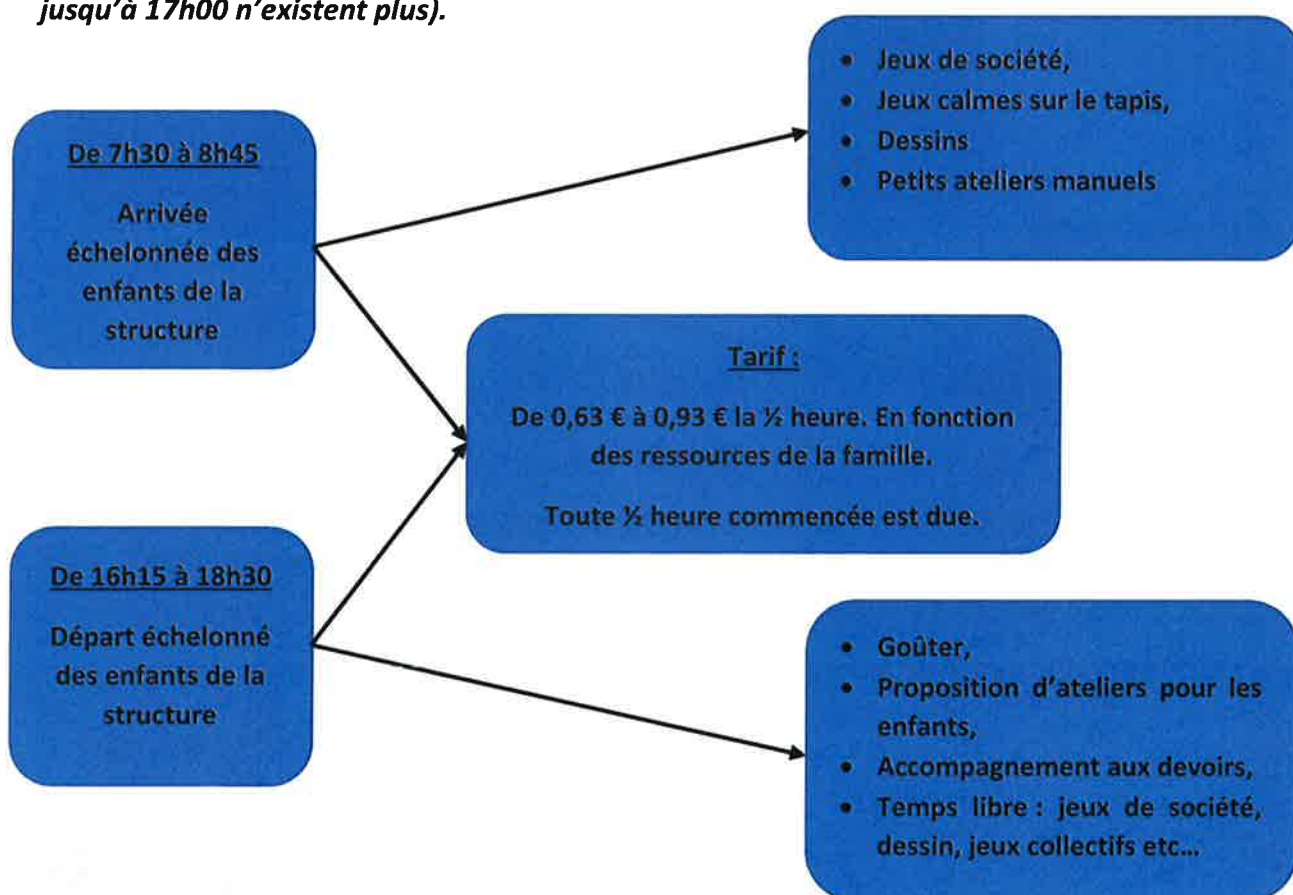 jusqu'à 17h00 n'existent plus).
De 7h30 à 8h45
Arrivée
échelonnée des
enfants de la
structure
• Jeux de société,
• Jeux calmes sur le tapis,
• Dessins
• Petits ateliers manuels
Tarif :
De 0,63 € à 0,93 € la ½ heure. En fonction
des ressources de la famille.
Toute ½ heure commencée est due.
De 16h15 à 18h30
Départ échelonné
des enfants de la
structure
• Goûter,
• Proposition d'ateliers pour les
enfants,
• Accompagnement aux devoirs,
• Temps libre : jeux de société,
dessin, jeux collectifs etc…